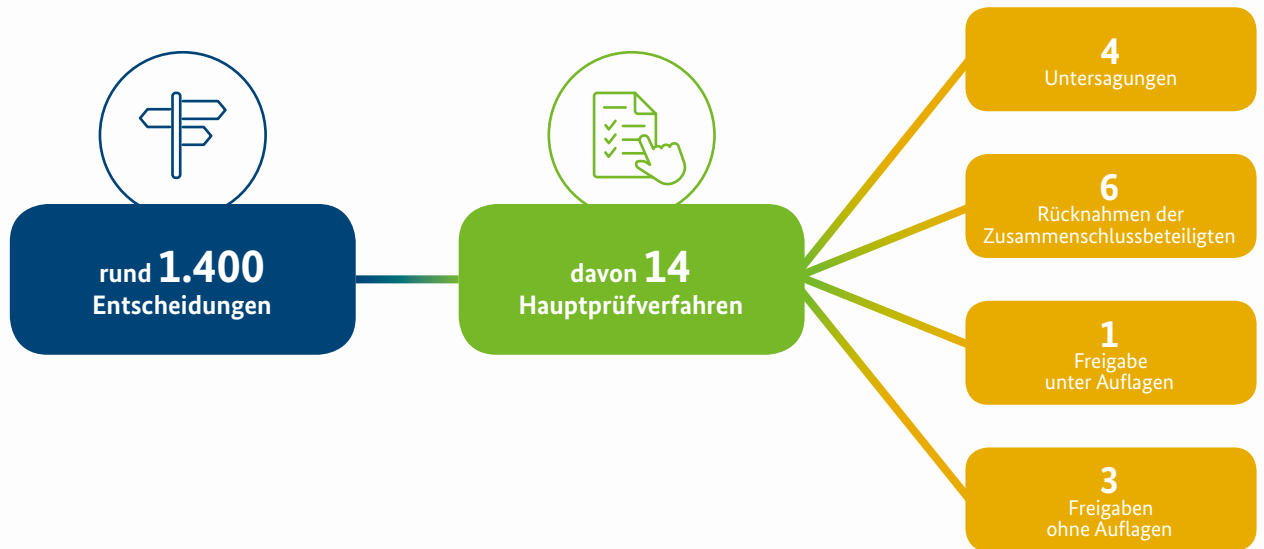 rund 1.400
Entscheidungen
davon 14
Hauptprüfverfahren
4
Untersagungen
6
Rücknahmen der
Zusammenschlussbeteiligten
1
Freigabe
unter Auflagen
3
Freigaben
ohne Auflagen